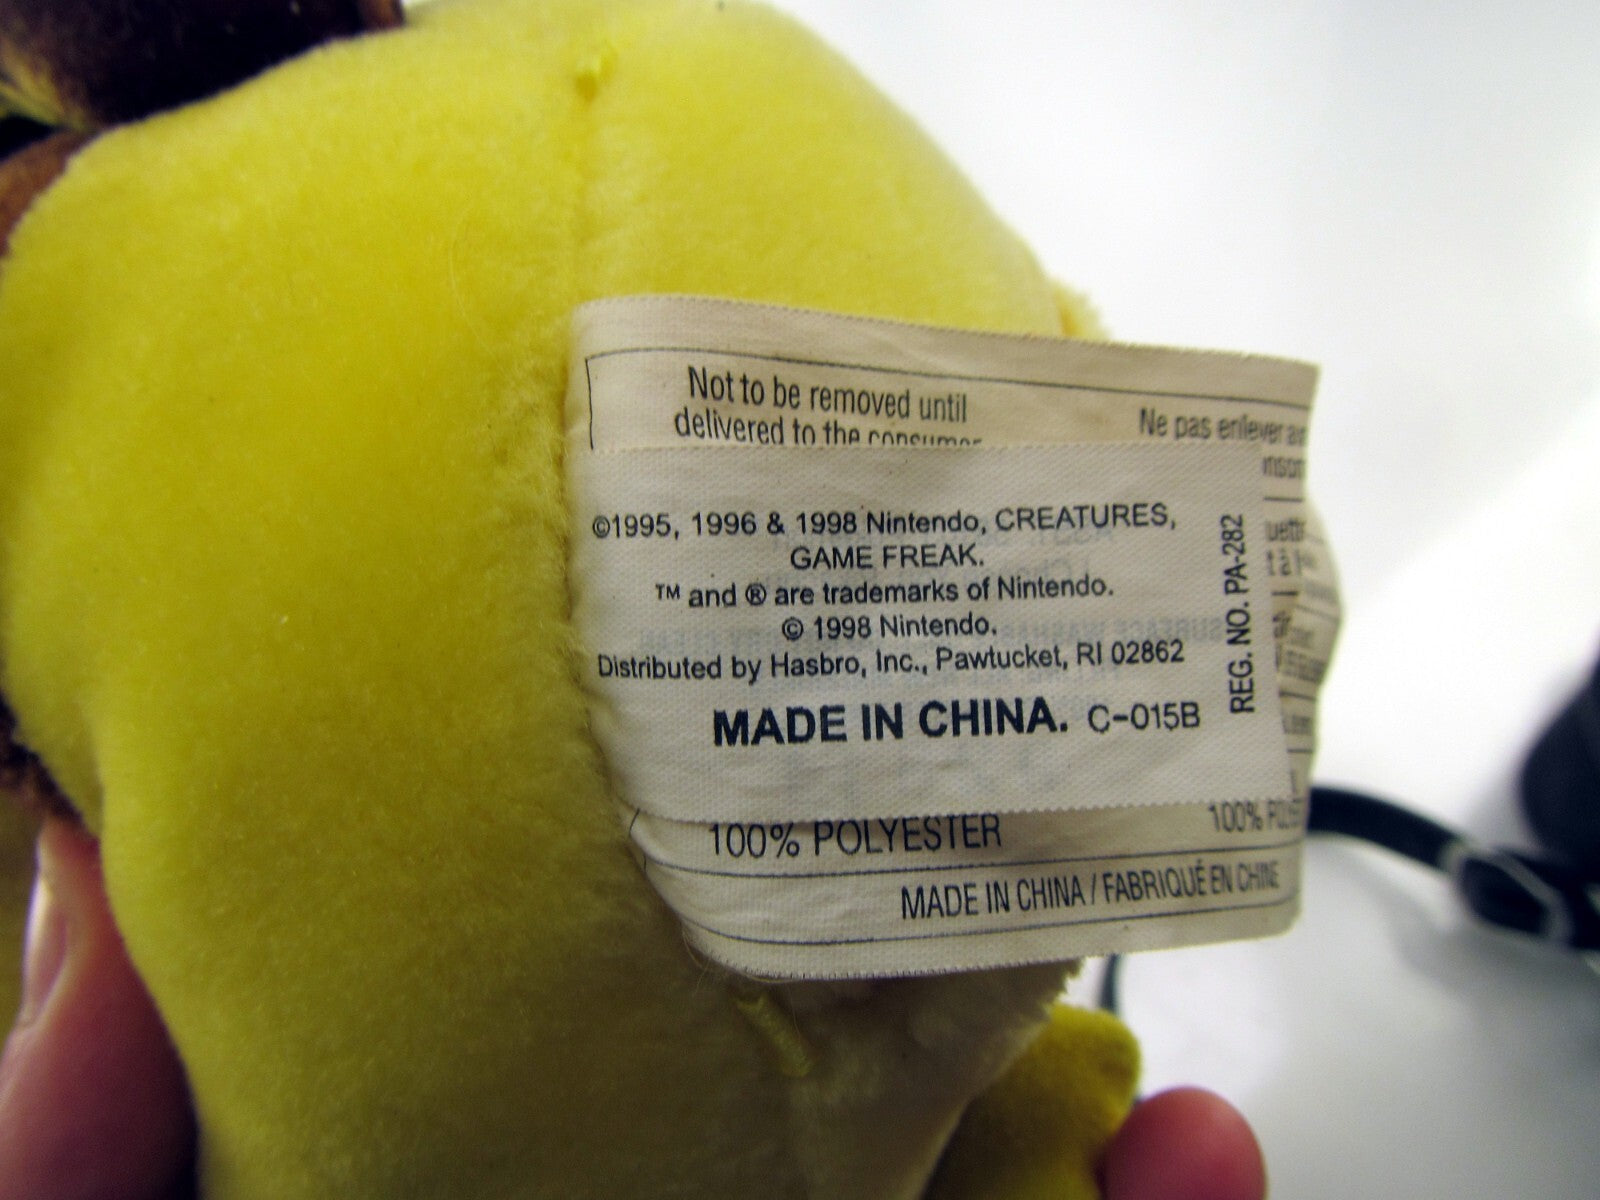 Not to be removed until
delivered to the consumer
Ne pas enlever
©1995, 1996 & 1998 Nintendo, CREATURES,
GAME FREAK.
™ and ® are trademarks of Nintendo.
© 1998 Nintendo.
Distributed by Hasbro, Inc., Pawtucket, RI 02862
MADE IN CHINA. C-015B
REG. NO. PA-282
100% POLYESTER
100%
MADE IN CHINA / FABRIQUÉ EN CHINE